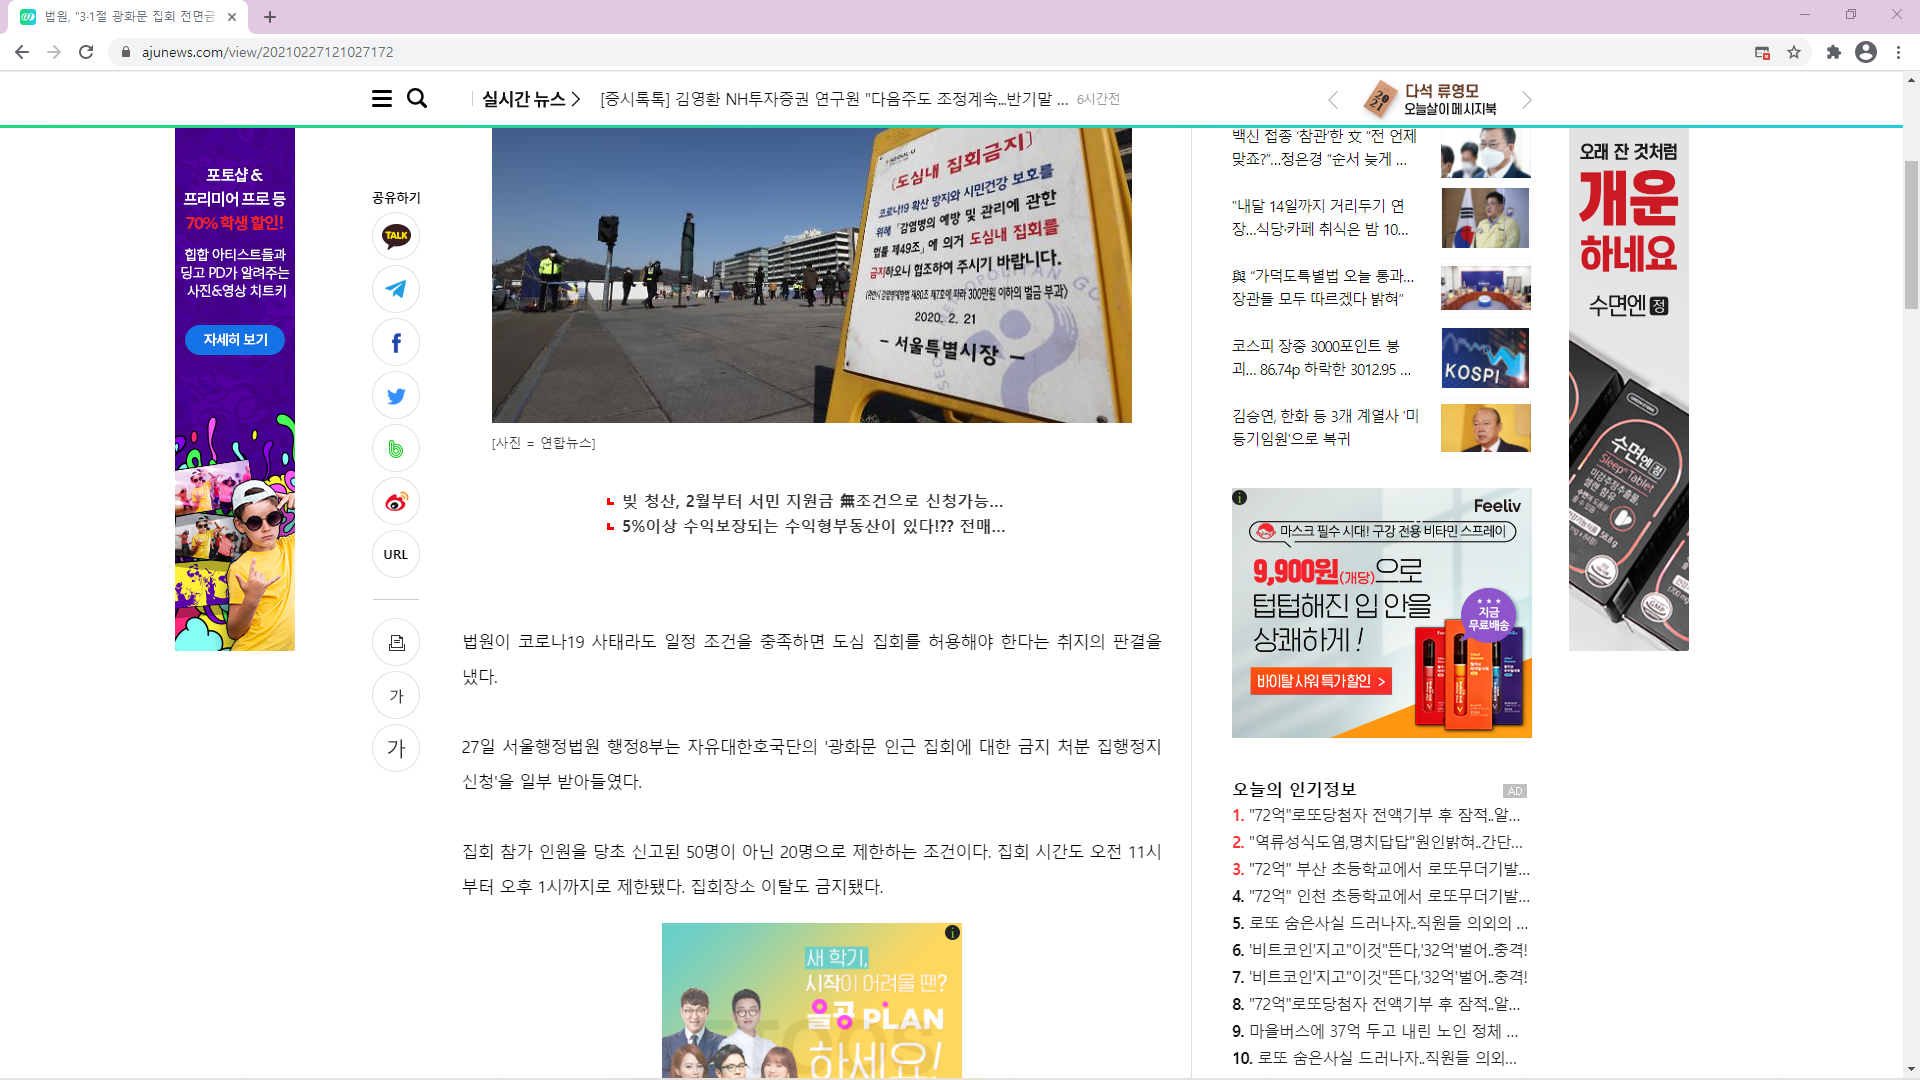 법원, "3·1절 광화문 집회 전면금
ajunews.com/view/20210227121027172
실시간 뉴스
[증시톡톡] 김영환 NH투자증권 연구원 "다음주도 조정계속...반기말 ... 6시간전
2021
다석 류영모
오늘살이 메시지북
포토샵 &
프리미어 프로 등
70% 학생 할인!
힙합 아티스트들과
딩고 PD가 알려주는
사진&영상 치트키
자세히 보기
공유하기
TALK
URL
가
가
[도심내 집회금지]
코로나19 확산 방지와 시민건강 보호를
위해 「감염병의 예방 및 관리에 관한
법률 제49조」에 의거 도심내 집회를
금지하오니 협조하여 주시기 바랍니다.
(위반시 감염병예방법 제80조 제7호에 따라 300만원 이하의 벌금 부과)
2020. 2. 21
- 서울특별시장 -
[사진 = 연합뉴스]
빚 청산, 2월부터 서민 지원금 無조건으로 신청가능...
5%이상 수익보장되는 수익형부동산이 있다!?? 전매...
법원이 코로나19 사태라도 일정 조건을 충족하면 도심 집회를 허용해야 한다는 취지의 판결을
냈다.
27일 서울행정법원 행정8부는 자유대한호국단의 '광화문 인근 집회에 대한 금지 처분 집행정지
신청'을 일부 받아들였다.
집회 참가 인원을 당초 신고된 50명이 아닌 20명으로 제한하는 조건이다. 집회 시간도 오전 11시
부터 오후 1시까지로 제한됐다. 집회장소 이탈도 금지됐다.
새 학기,
시작이 어려울 땐?
을공 PLAN
하세요!
백신 접종 '참관'한 文 "전 언제
맞죠?"...정은경 "순서 늦게 ...
"내달 14일까지 거리두기 연
장...식당·카페 취식은 밤 10...
與 "가덕도특별법 오늘 통과...
장관들 모두 따르겠다 밝혀"
코스피 장중 3000포인트 붕
괴... 86.74p 하락한 3012.95 ...
KOSPI
김승연, 한화 등 3개 계열사 '미
등기임원'으로 복귀
Feeliv
마스크 필수 시대! 구강 전용 비타민 스프레이
9,900원(개당)으로
텁텁해진 입 안을
상쾌하게 !
지금
무료배송
바이탈 샤워 특가할인 >
오늘의 인기정보
AD
1. "72억"로또당첨자 전액기부 후 잠적..알...
2. "역류성식도염,명치답답"원인밝혀..간단...
3. "72억" 부산 초등학교에서 로또무더기발...
4. "72억" 인천 초등학교에서 로또무더기발...
5. 로또 숨은사실 드러나자..직원들 의외의 ...
6. '비트코인'지고"이것"뜬다,'32억'벌어..충격!
7. '비트코인'지고"이것"뜬다,'32억'벌어..충격!
8. "72억"로또당첨자 전액기부 후 잠적..알...
9. 마을버스에 37억 두고 내린 노인 정체 ...
10. 로또 숨은사실 드러나자..직원들 의외...
오래 잔 것처럼
개운
하네요
수면엔 정
수면엔 정
Sleep Tablet
미강주정추출물,
셀렌 함유
GMP